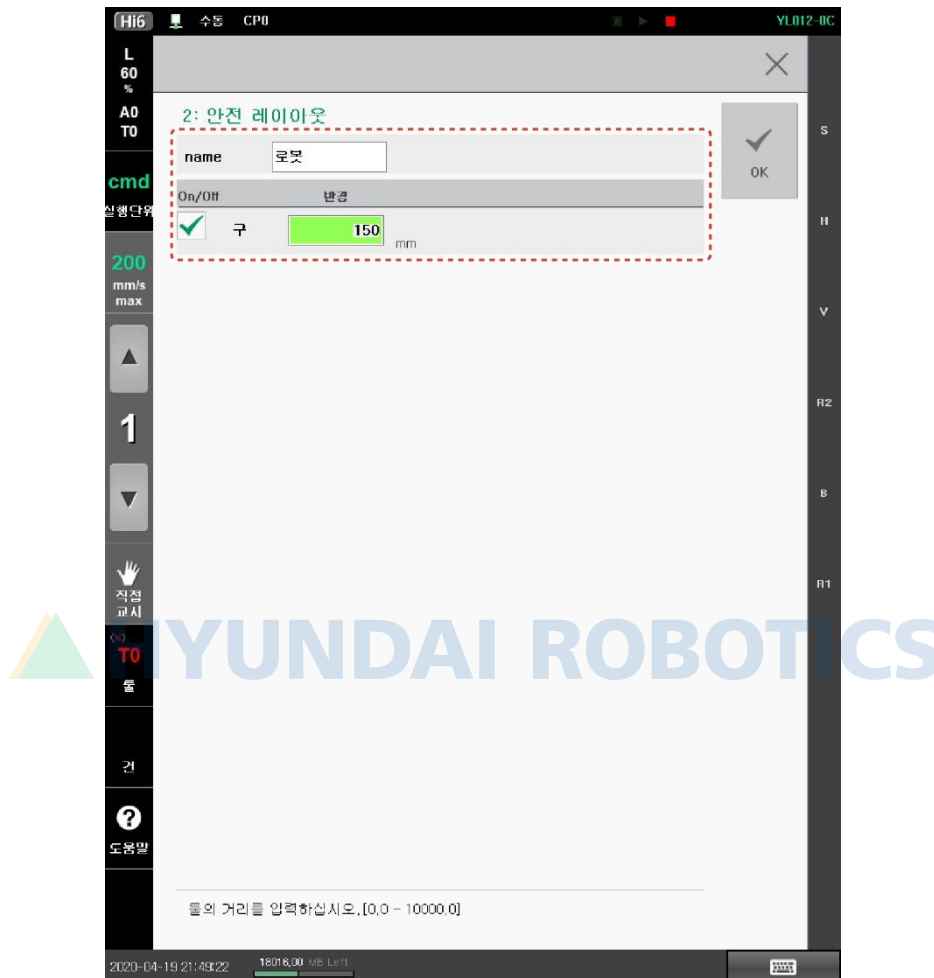 Hi6 수동 CP0 YL012-0C
L
60
%
A0
T0
cmd
실행단위
200
mm/s
max
1
직접
교시
(X)
T0
툴
건
?
도움말
2: 안전 레이아웃
name 로봇
On/Off 반경
구 150 mm
OK
S
H
V
R2
B
R1
HYUNDAI ROBOTICS
툴의 거리를 입력하십시오.[0.0 - 10000.0]
2020-04-19 21:49:22 18016.00 MB Left